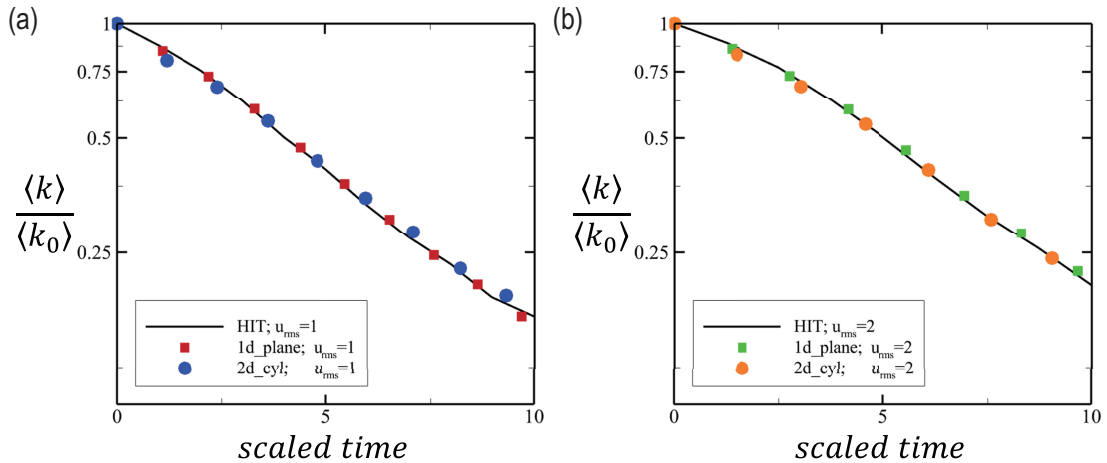 (a)
1
0.75
0.5
0.25
⟨k⟩
⟨k₀⟩
HIT; uᵣₘₛ=1
1d_plane; uᵣₘₛ=1
2d_cyl; uᵣₘₛ=1
0 5 10
scaled time
(b)
1
0.75
0.5
0.25
⟨k⟩
⟨k₀⟩
HIT; uᵣₘₛ=2
1d_plane; uᵣₘₛ=2
2d_cyl; uᵣₘₛ=2
0 5 10
scaled time